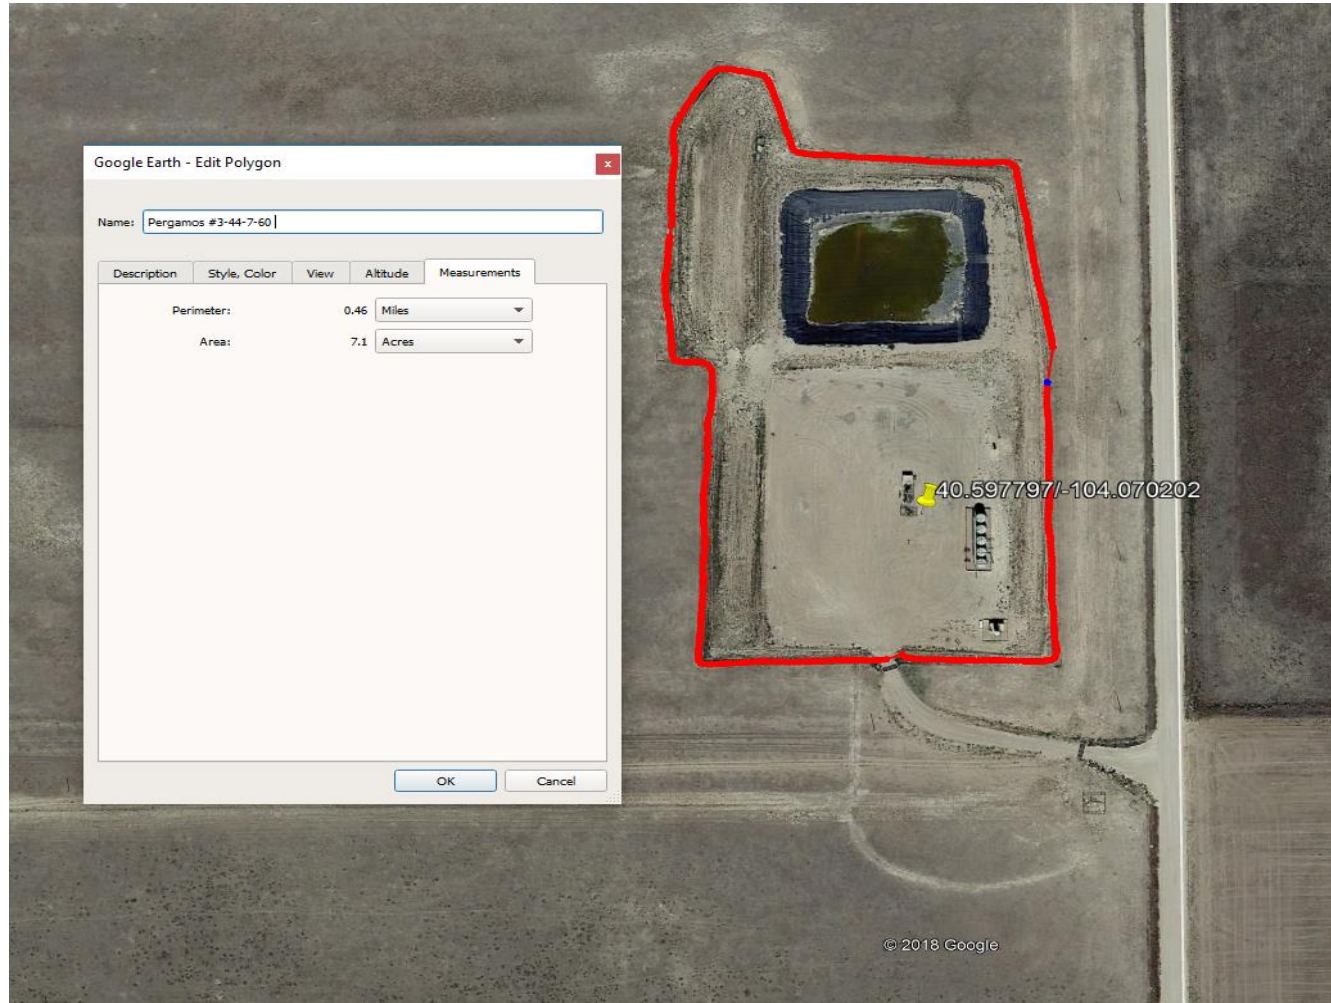 Google Earth - Edit Polygon
x
Name: Pergamos #3-44-7-60
Description Style, Color View Altitude Measurements
Perimeter: 0.46 Miles
Area: 7.1 Acres
40.597797/-104.070202
OK Cancel
© 2018 Google